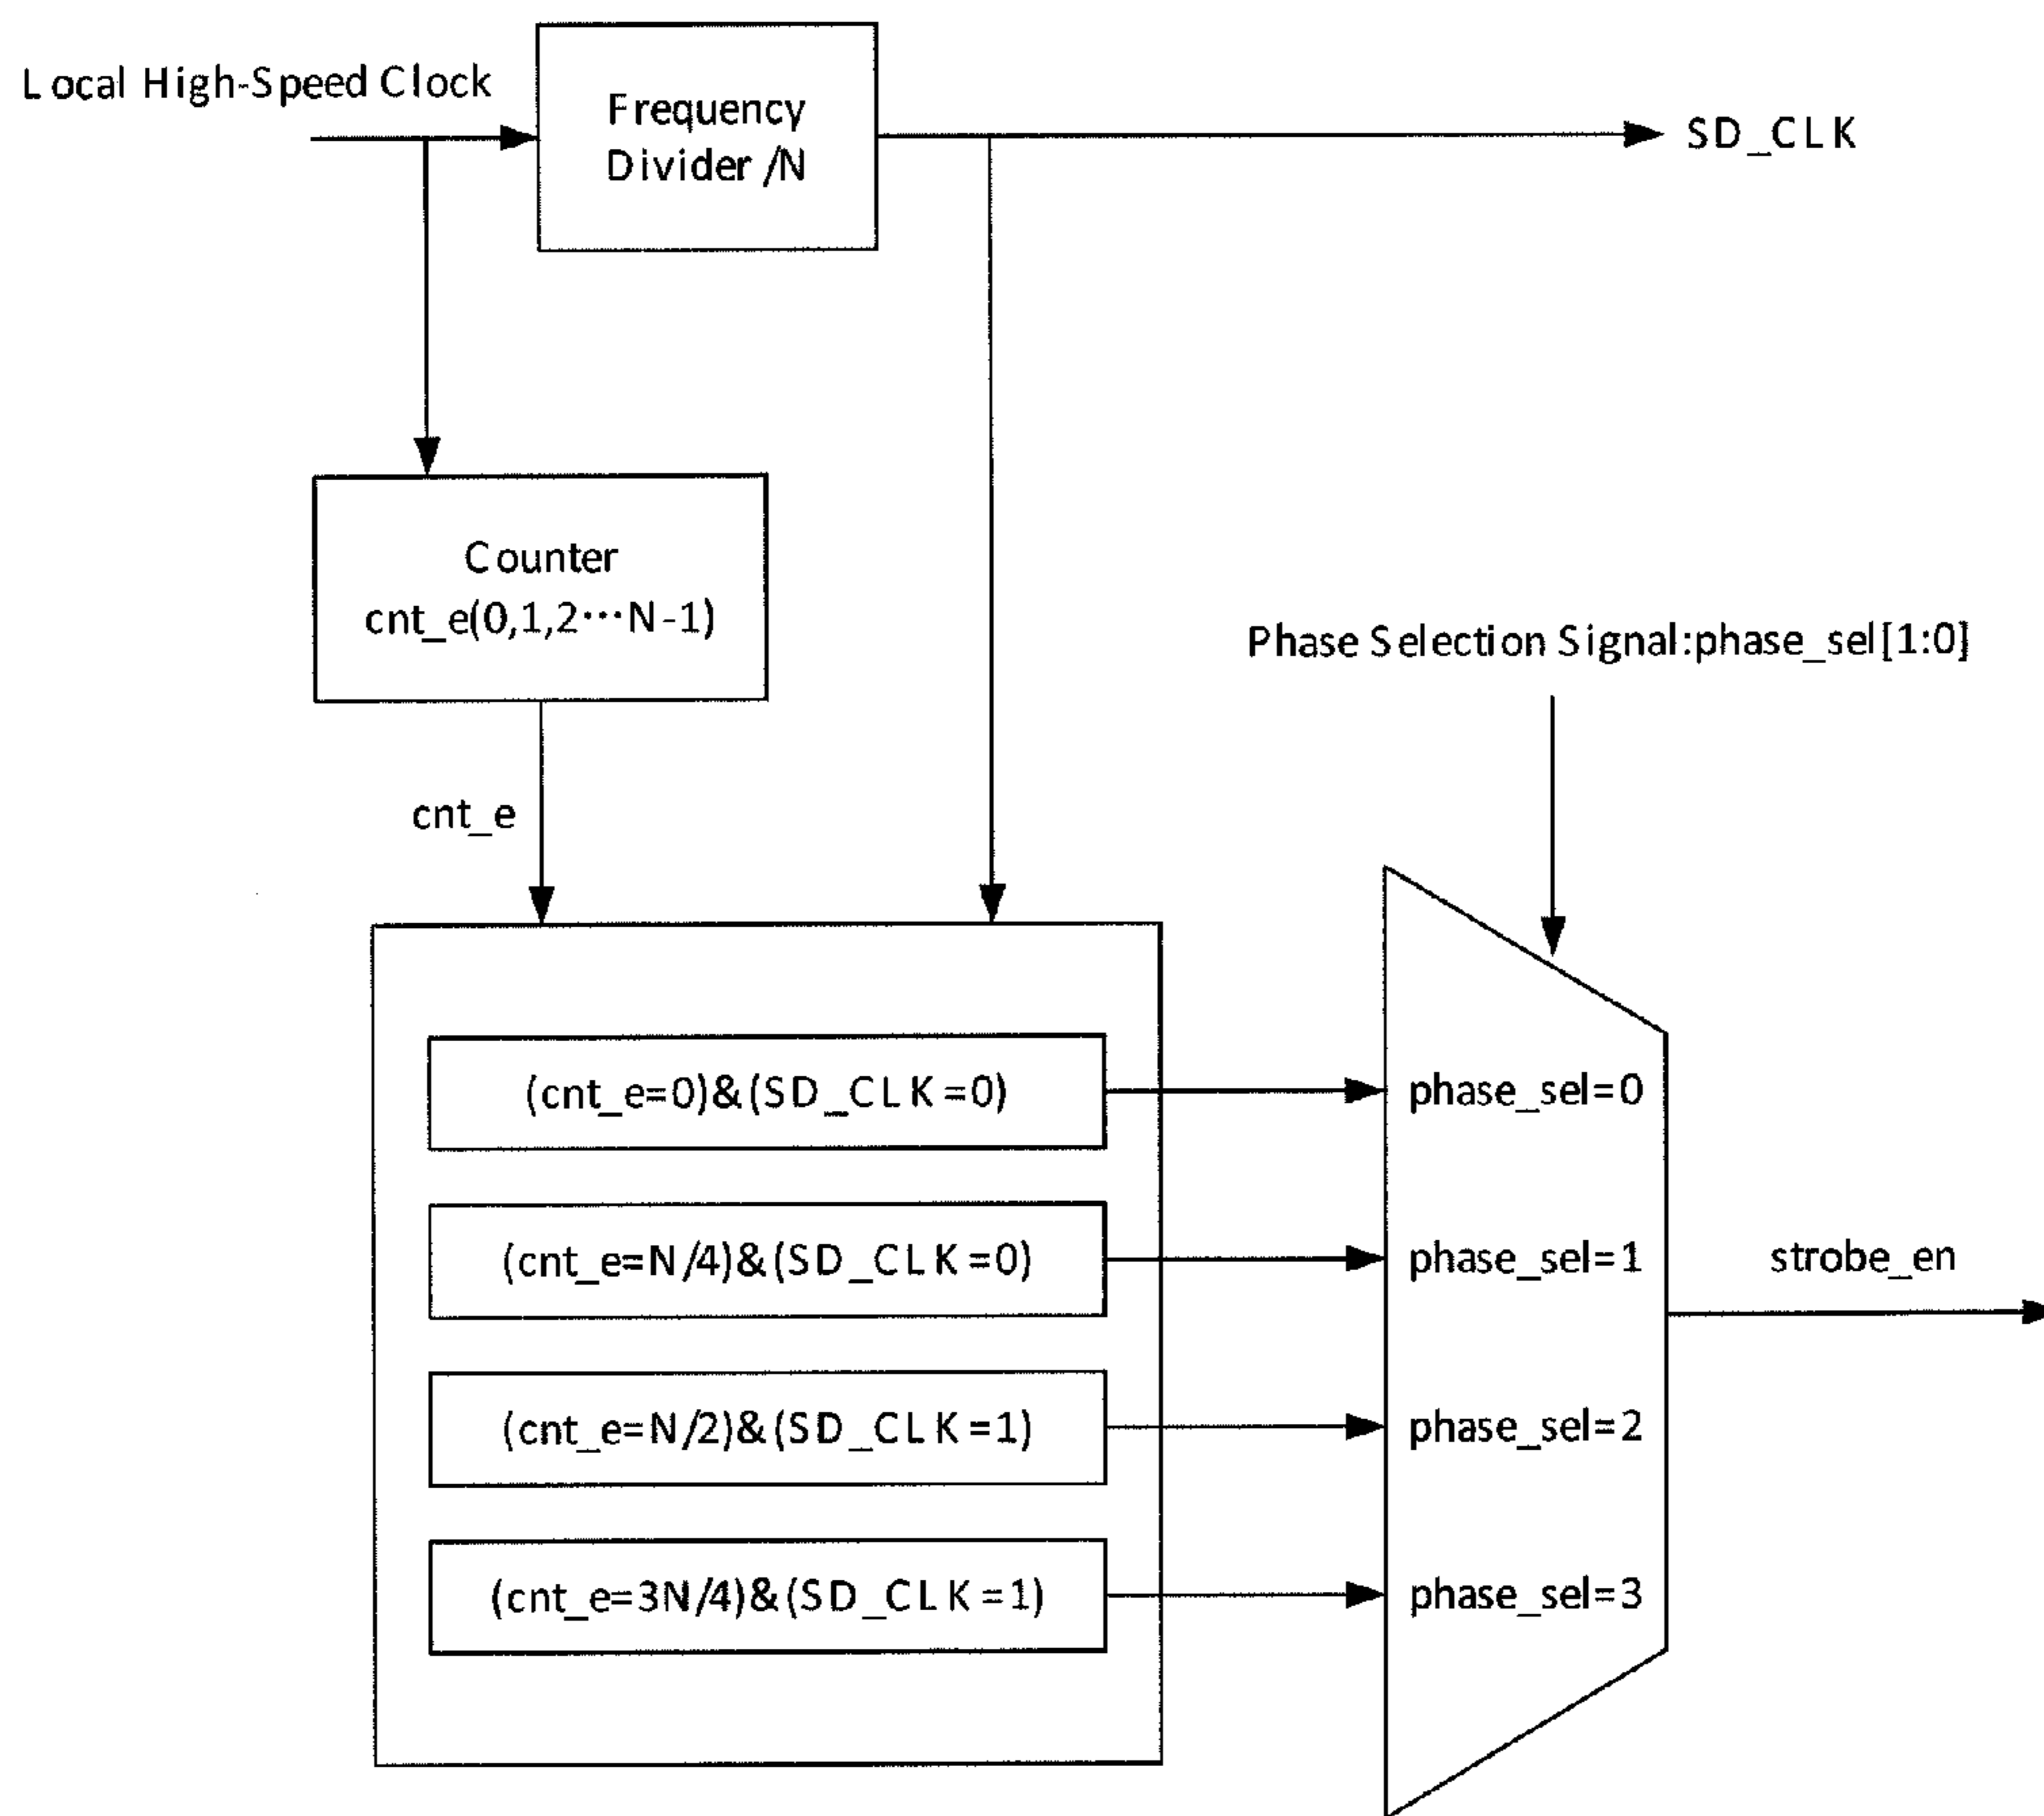 Local High-Speed Clock
Frequency
Divider /N
SD_CLK
Counter
cnt_e(0,1,2···N-1)
Phase Selection Signal:phase_sel[1:0]
cnt_e
(cnt_e=0)&(SD_CLK=0)
phase_sel=0
(cnt_e=N/4)&(SD_CLK=0)
phase_sel=1
strobe_en
(cnt_e=N/2)&(SD_CLK=1)
phase_sel=2
(cnt_e=3N/4)&(SD_CLK=1)
phase_sel=3